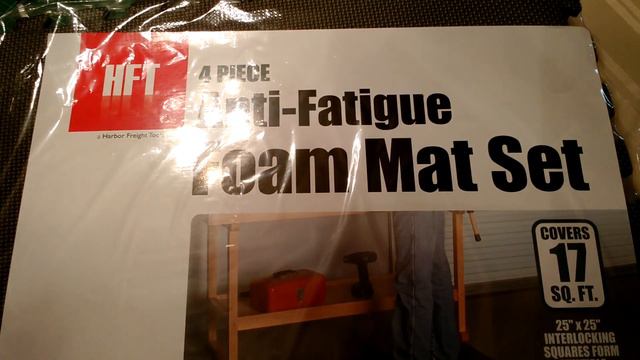 HFT
a Harbor Freight Tools
4 PIECE
Anti-Fatigue
Foam Mat Set
COVERS
17
SQ. FT.
25" x 25"
INTERLOCKING
SQUARES FORM